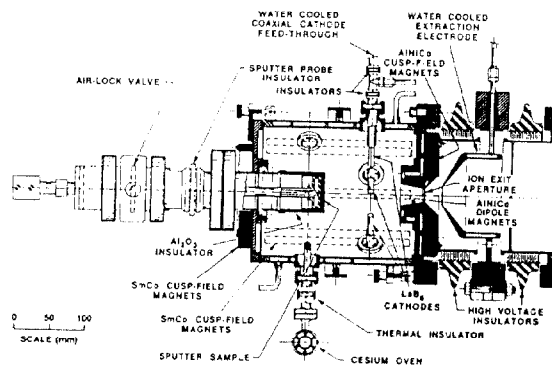 WATER COOLED
COAXIAL CATHODE
FEED-THROUGH
WATER COOLED
EXTRACTION
ELECTRODE
AlNiCo
CUSP-FIELD
MAGNETS
SPUTTER PROBE
INSULATOR
INSULATORS
AIR-LOCK VALVE
ION EXIT
APERTURE
AlNiCo
DIPOLE
MAGNETS
Al₂O₃
INSULATOR
SmCo CUSP-FIELD
MAGNETS
SmCo CUSP-FIELD
MAGNETS
LaB₆
CATHODES
HIGH VOLTAGE
INSULATORS
THERMAL INSULATOR
SPUTTER SAMPLE
CESIUM OVEN
0 50 100
SCALE (mm)